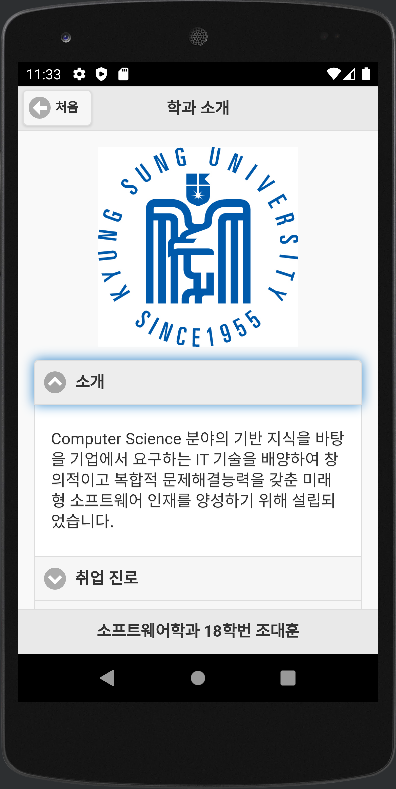 11:33
처음
학과 소개
KYUNG SUNG UNIVERSITY
SINCE1955
소개
Computer Science 분야의 기반 지식을 바탕
을 기업에서 요구하는 IT 기술을 배양하여 창
의적이고 복합적 문제해결능력을 갖춘 미래
형 소프트웨어 인재를 양성하기 위해 설립되
었습니다.
취업 진로
소프트웨어학과 18학번 조대훈